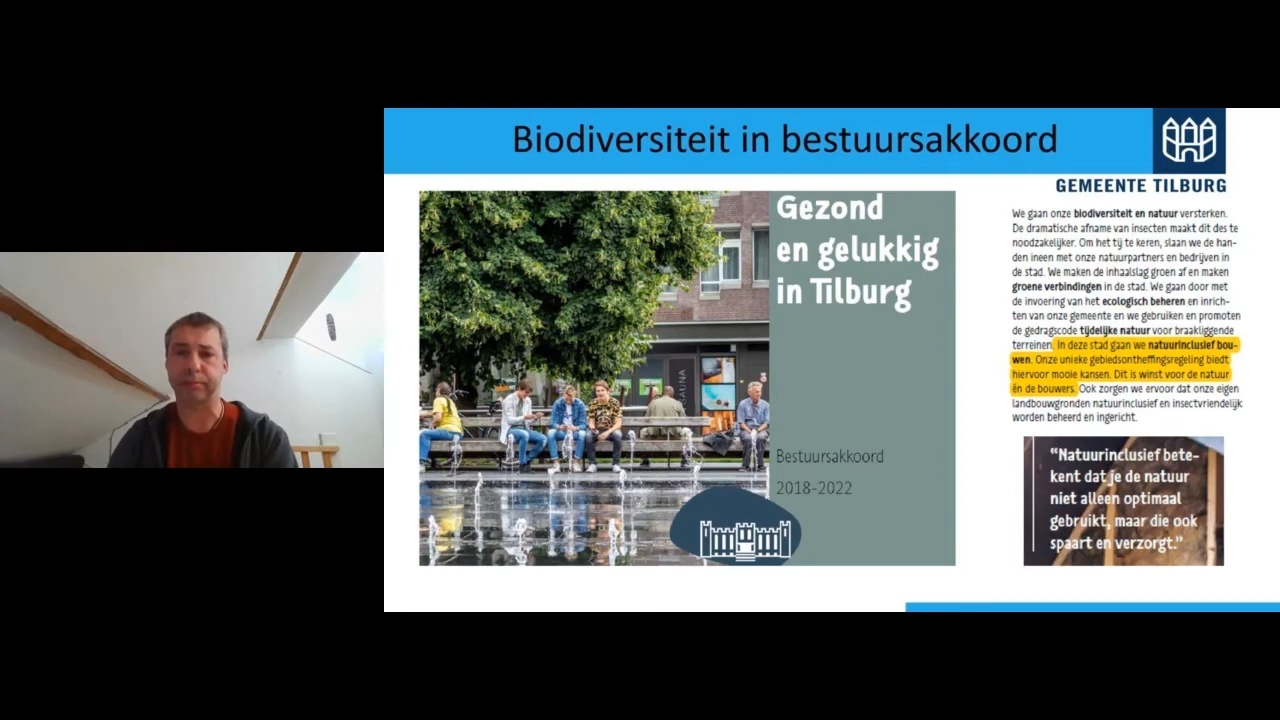 Biodiversiteit in bestuursakkoord
GEMEENTE TILBURG
Gezond
en gelukkig
in Tilburg
SAUNA
Bestuursakkoord
2018-2022
We gaan onze biodiversiteit en natuur versterken.
De dramatische afname van insecten maakt dit des te
noodzakelijker. Om het tij te keren, slaan we de han-
den ineen met onze natuurpartners en bedrijven in
de stad. We maken de inhaalslag groen af en maken
groene verbindingen in de stad. We gaan door met
de invoering van het ecologisch beheren en inrich-
ten van onze gemeente en we gebruiken en promoten
de gedragscode tijdelijke natuur voor braakliggende
terreinen. In deze stad gaan we natuurinclusief bou-
wen. Onze unieke gebiedsontheffingsregeling biedt
hiervoor mooie kansen. Dit is winst voor de natuur
én de bouwers. Ook zorgen we ervoor dat onze eigen
landbouwgronden natuurinclusief en insectvriendelijk
worden beheerd en ingericht.
“Natuurinclusief bete-
kent dat je de natuur
niet alleen optimaal
gebruikt, maar die ook
spaart en verzorgt.”